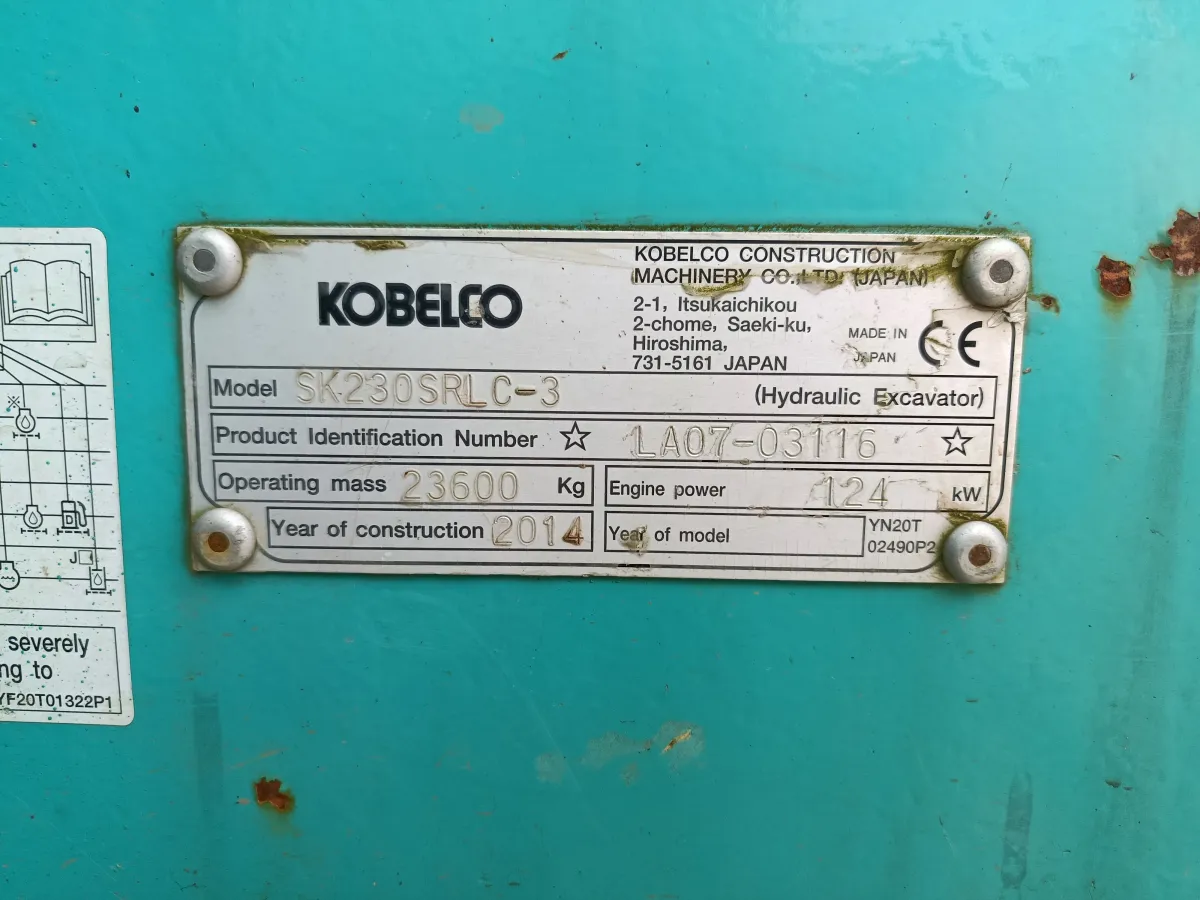 KOBELCO
KOBELCO CONSTRUCTION
MACHINERY CO.,LTD. (JAPAN)
2-1, Itsukaichikou
2-chome, Saeki-ku,
Hiroshima,
731-5161 JAPAN
MADE IN
JAPAN
CE
Model SK230SRLC-3 (Hydraulic Excavator)
Product Identification Number ☆ LA07-03116 ☆
Operating mass 23600 Kg
Engine power 124 kW
Year of construction 2014
Year of model
YN20T
02490P2
※
J
severely
ng to
YF20T01322P1